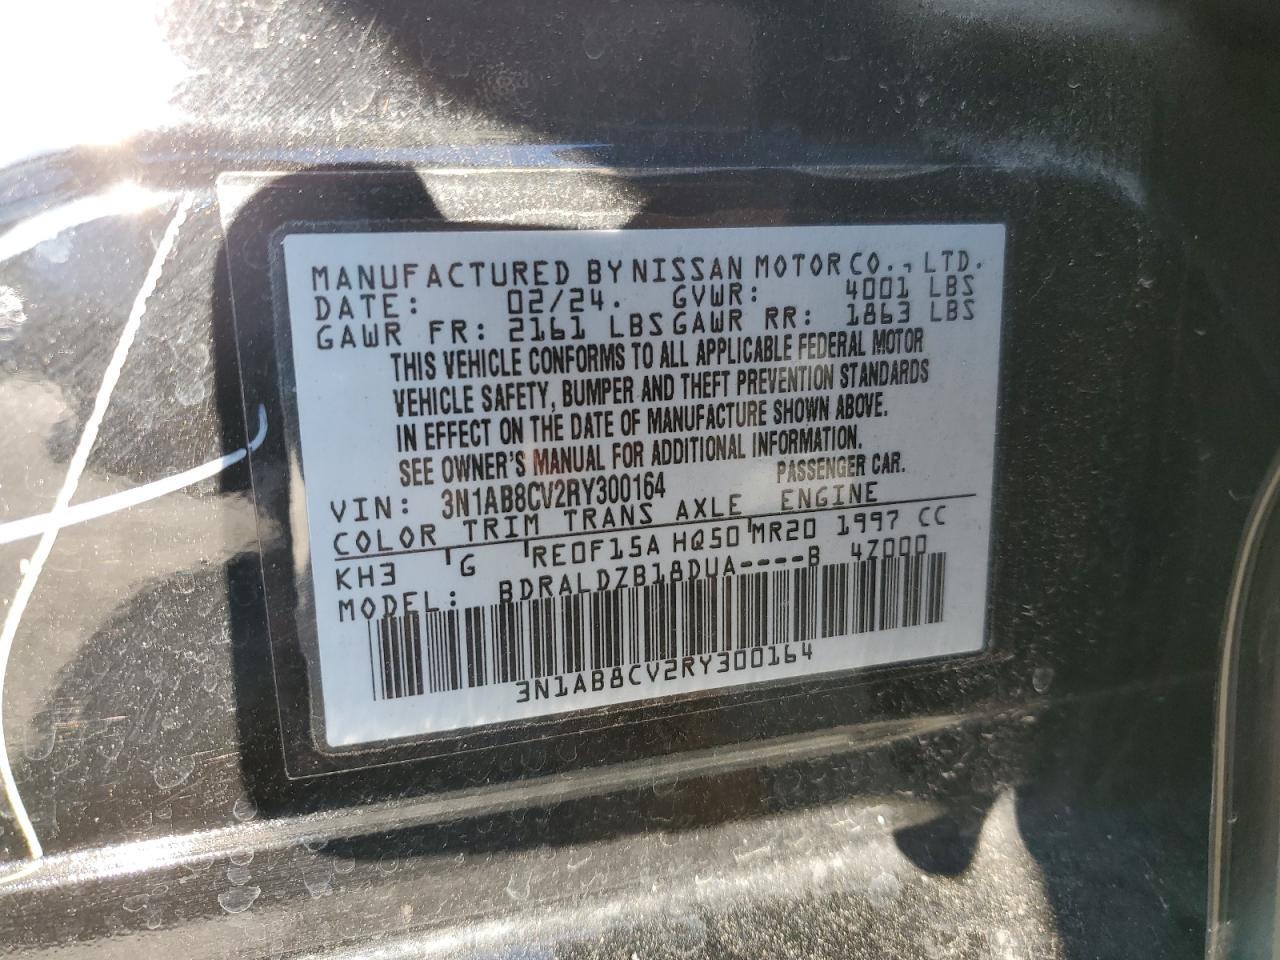 MANUFACTURED BY NISSAN MOTOR CO., LTD.
DATE: 02/24. GVWR: 4001 LBS
GAWR FR: 2161 LBS GAWR RR: 1863 LBS
THIS VEHICLE CONFORMS TO ALL APPLICABLE FEDERAL MOTOR
VEHICLE SAFETY, BUMPER AND THEFT PREVENTION STANDARDS
IN EFFECT ON THE DATE OF MANUFACTURE SHOWN ABOVE.
SEE OWNER'S MANUAL FOR ADDITIONAL INFORMATION.
VIN: 3N1AB8CV2RY300164 PASSENGER CAR.
COLOR TRIM TRANS AXLE ENGINE
KH3 G RE0F15A HQ50 MR20 1997 CC
MODEL: BDRALDZB18DUA----B 47000
3N1AB8CV2RY300164